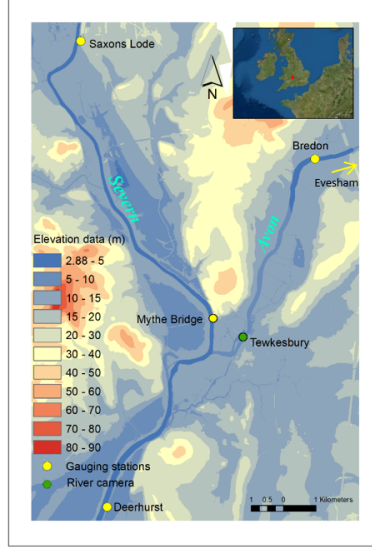 Saxons Lode
N
Bredon
Evesham
Severn
Avon
Elevation data (m)
2.88 - 5
5 - 10
10 - 15
15 - 20
20 - 30
30 - 40
40 - 50
50 - 60
60 - 70
70 - 80
80 - 90
Gauging stations
River camera
Mythe Bridge
Tewkesbury
Deerhurst
1 0.5 0 1 Kilometers